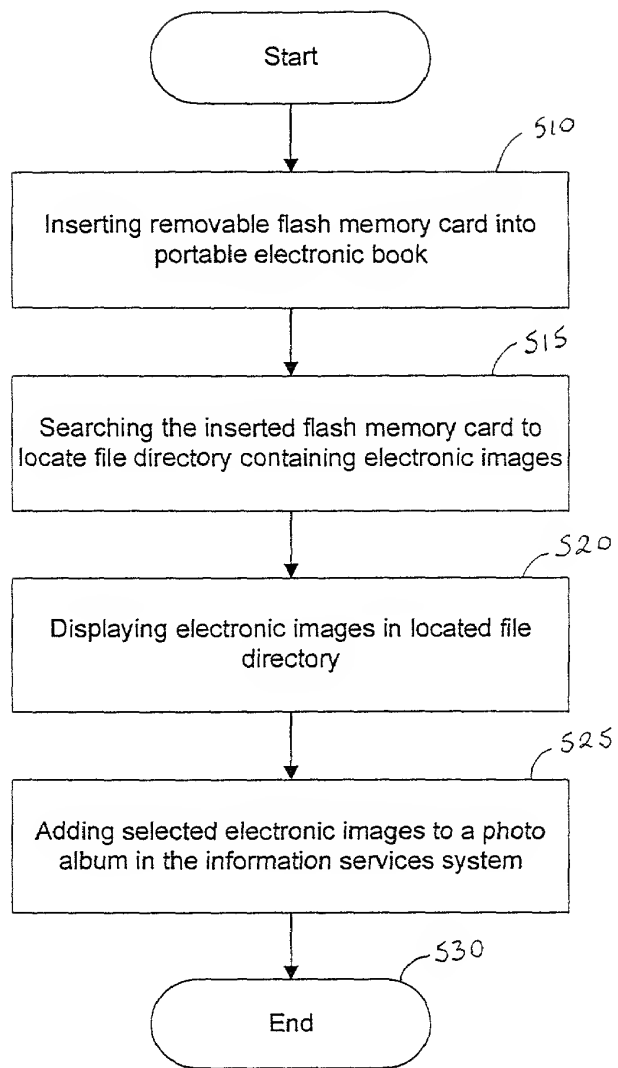 Start
510
Inserting removable flash memory card into
portable electronic book
515
Searching the inserted flash memory card to
locate file directory containing electronic images
520
Displaying electronic images in located file
directory
525
Adding selected electronic images to a photo
album in the information services system
530
End